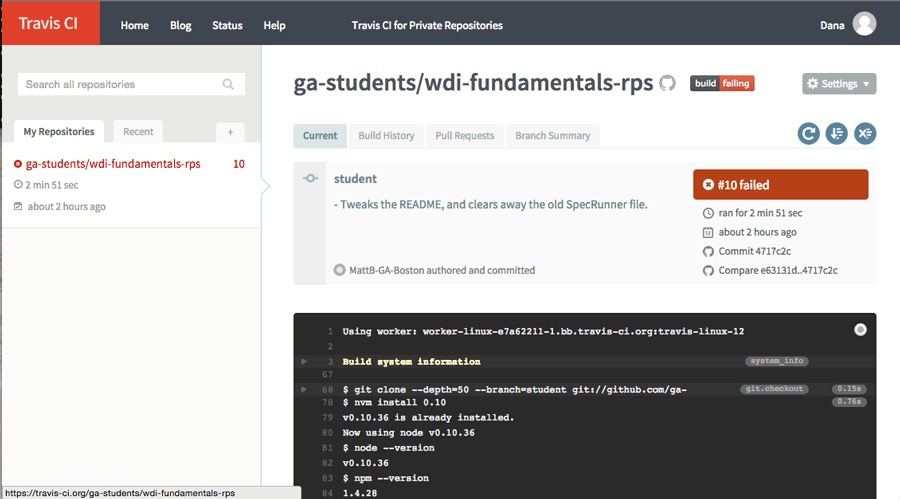 Travis CI
Home Blog Status Help Travis CI for Private Repositories Dana
Search all repositories
My Repositories Recent +
ga-students/wdi-fundamentals-rps 10
2 min 51 sec
about 2 hours ago
ga-students/wdi-fundamentals-rps build failing Settings
Current Build History Pull Requests Branch Summary
student
- Tweaks the README, and clears away the old SpecRunner file.
MattB-GA-Boston authored and committed
#10 failed
ran for 2 min 51 sec
12 about 2 hours ago
Commit 4717c2c
Compare e63131d..4717c2c
1 Using worker: worker-linux-e7a62211-1.bb.travis-ci.org:travis-linux-12
2
3 Build system information system_info
67
68 $ git clone --depth=50 --branch=student git://github.com/ga- git.checkout 0.15s
78 $ nvm install 0.10 0.76s
79 v0.10.36 is already installed.
80 Now using node v0.10.36
81 $ node --version
82 v0.10.36
83 $ npm --version
84 1.4.28
https://travis-ci.org/ga-students/wdi-fundamentals-rps